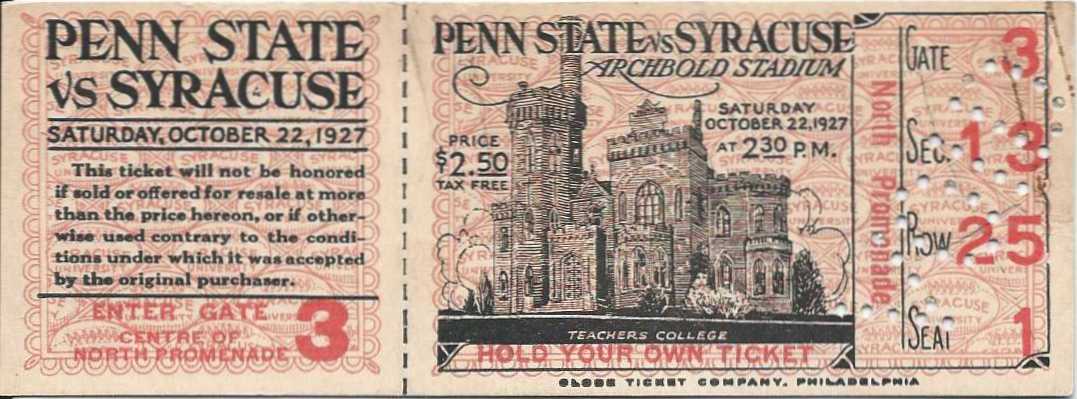 PENN STATE
VS SYRACUSE
SATURDAY, OCTOBER 22, 1927
This ticket will not be honored
if sold or offered for resale at more
than the price hereon, or if other-
wise used contrary to the condi-
tions under which it was accepted
by the original purchaser.
ENTER GATE 3
CENTRE OF
NORTH PROMENADE
PENN STATE VS SYRACUSE
ARCHBOLD STADIUM
SATURDAY
OCTOBER 22, 1927
AT 2:30 P.M.
PRICE
$2.50
TAX FREE
TEACHERS COLLEGE
HOLD YOUR OWN TICKET
GLOBE TICKET COMPANY, PHILADELPHIA
North Promenade
GATE 3
SEC. 13
ROW 25
SEAT 1